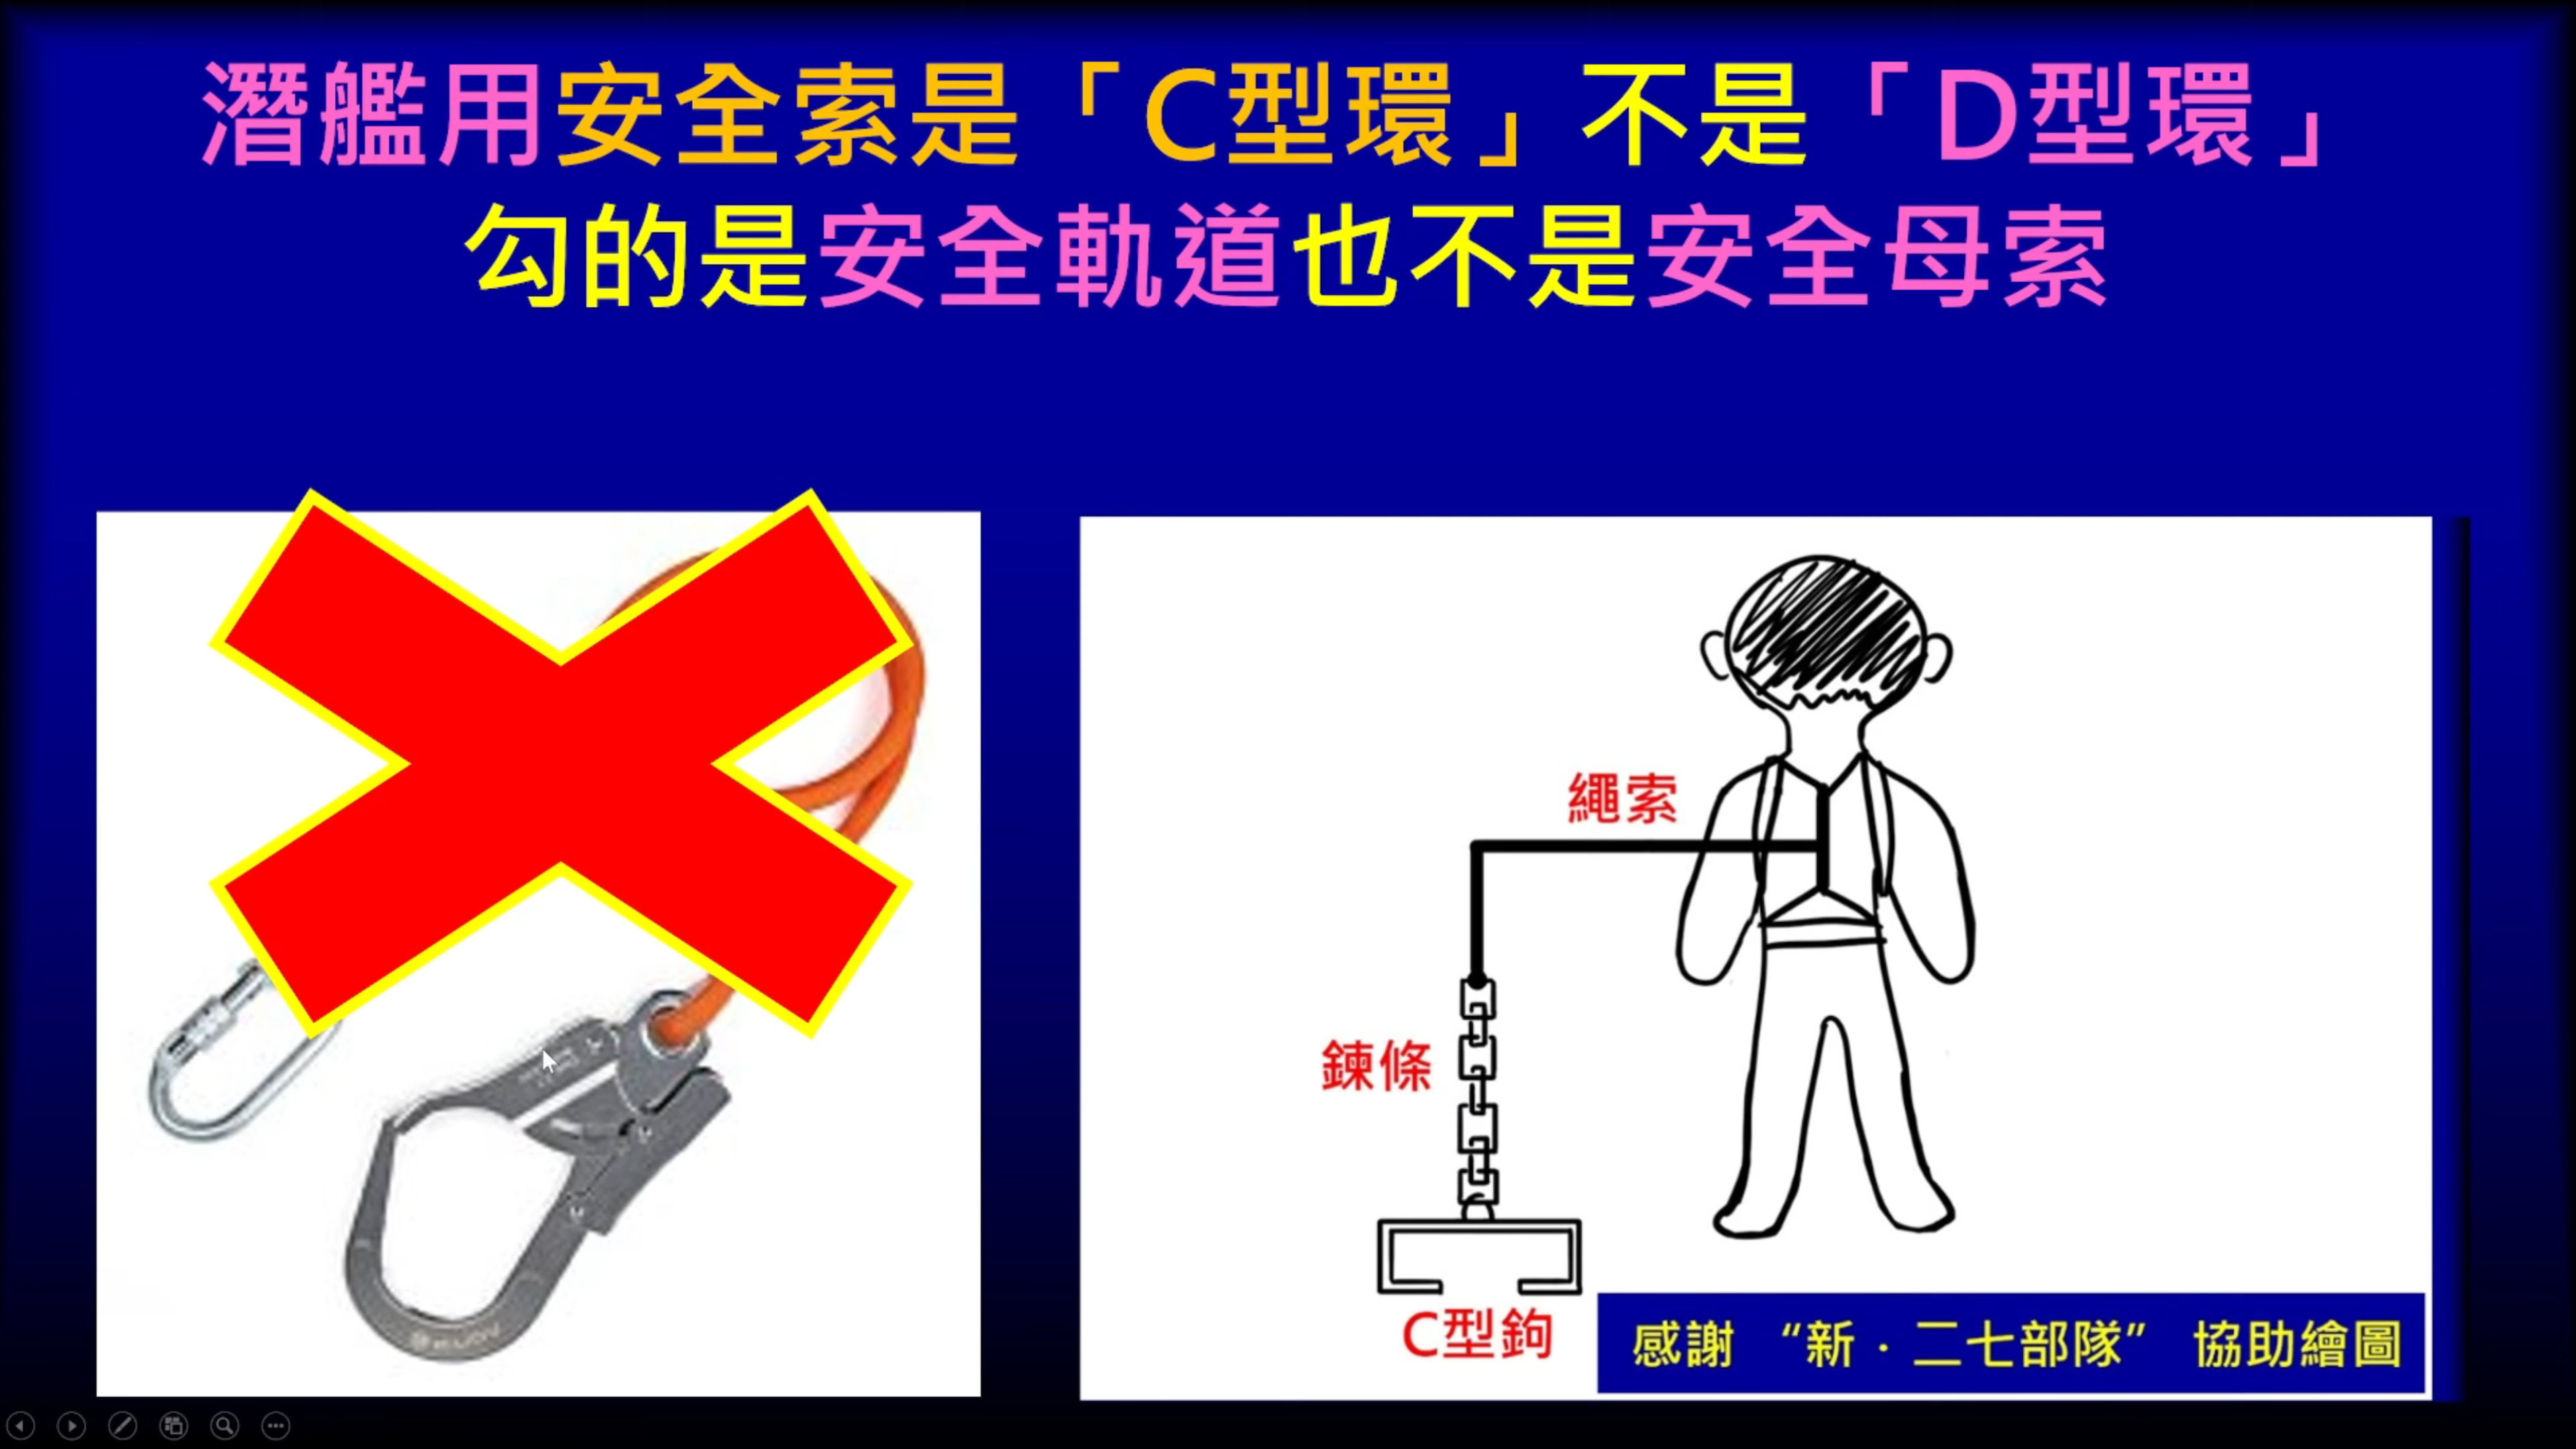 潛艦用安全索是「C型環」不是「D型環」
勾的是安全軌道也不是安全母索
繩索
鍊條
C型鉤
感謝 “新．二七部隊” 協助繪圖